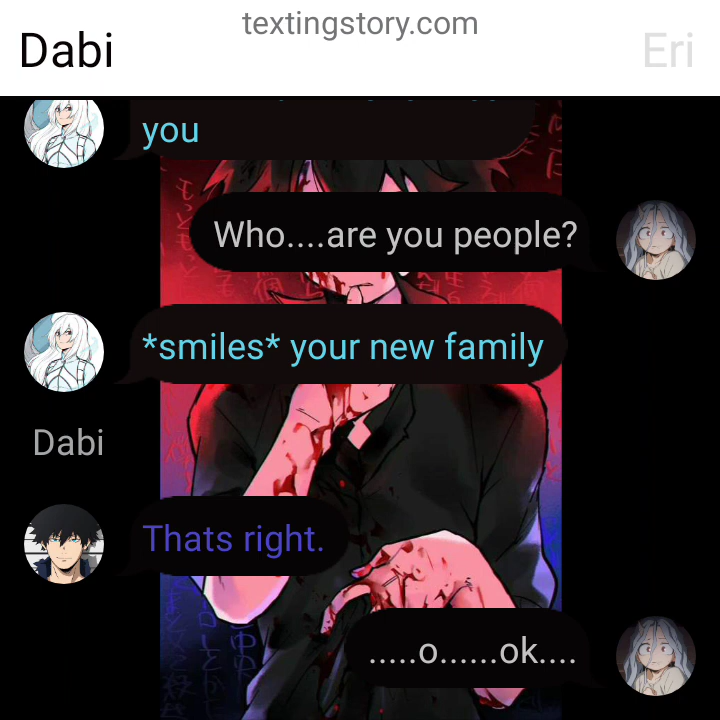 textingstory.com
Dabi
Eri
you
Who....are you people?
*smiles* your new family
Dabi
Thats right.
.....o......ok....